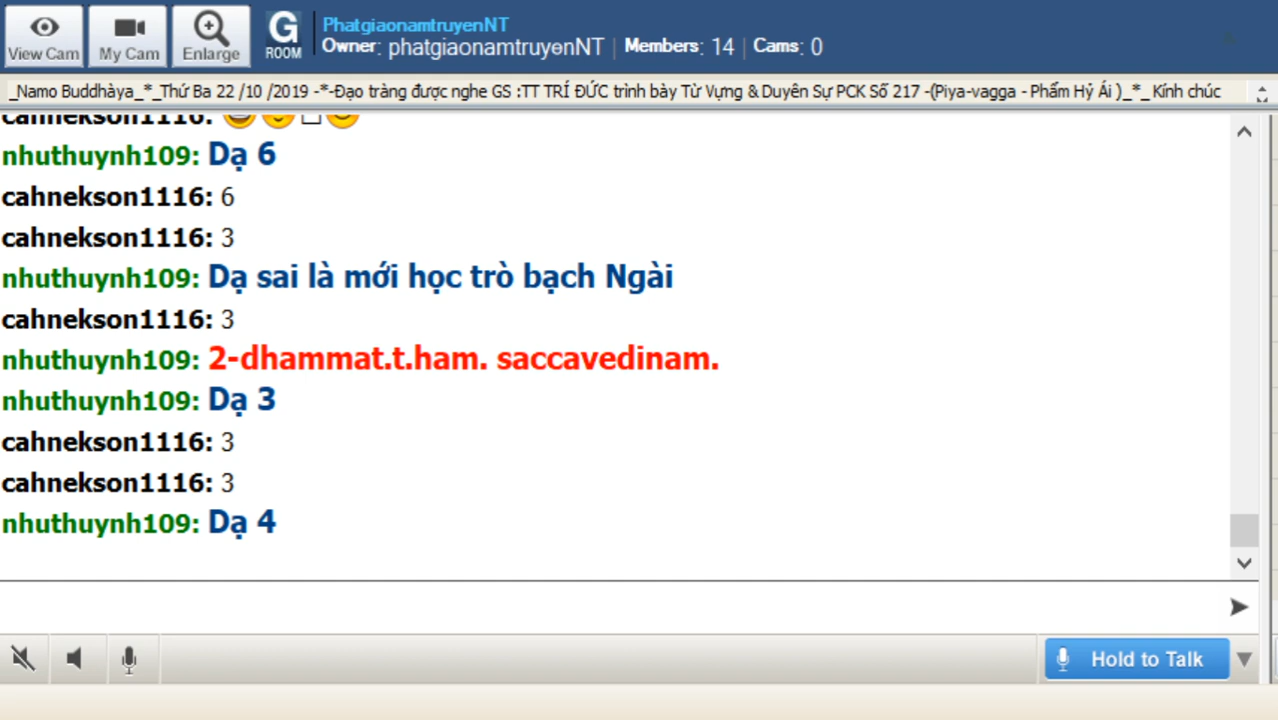 View Cam
My Cam
Enlarge
G
ROOM
PhatgiaonamtruyenNT
Owner: phatgiaonamtruyenNT | Members: 14 | Cams: 0
_Namo Buddhàya_*_Thứ Ba 22 /10 /2019 -*-Đạo tràng được nghe GS :TT TRÍ ĐỨC trình bày Từ Vựng & Duyên Sự PCK Số 217 -(Piya-vagga - Phẩm Hỷ Ái )_*_ Kính chúc
cahnekson1116:
nhuthuynh109: Dạ 6
cahnekson1116: 6
cahnekson1116: 3
nhuthuynh109: Dạ sai là mới học trò bạch Ngài
cahnekson1116: 3
nhuthuynh109: 2-dhammat.t.ham. saccavedinam.
nhuthuynh109: Dạ 3
cahnekson1116: 3
cahnekson1116: 3
nhuthuynh109: Dạ 4
Hold to Talk